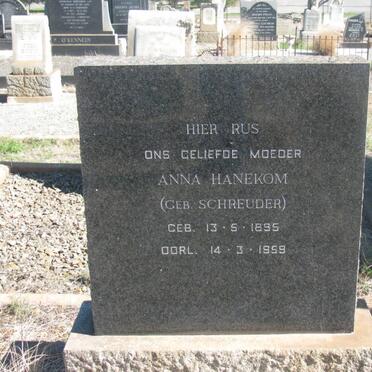 HIER RUS
ONS GELIEFDE MOEDER
ANNA HANEKOM
(GEB. SCHREUDER)
GEB. 13·5·1895
OORL. 14·3·1959